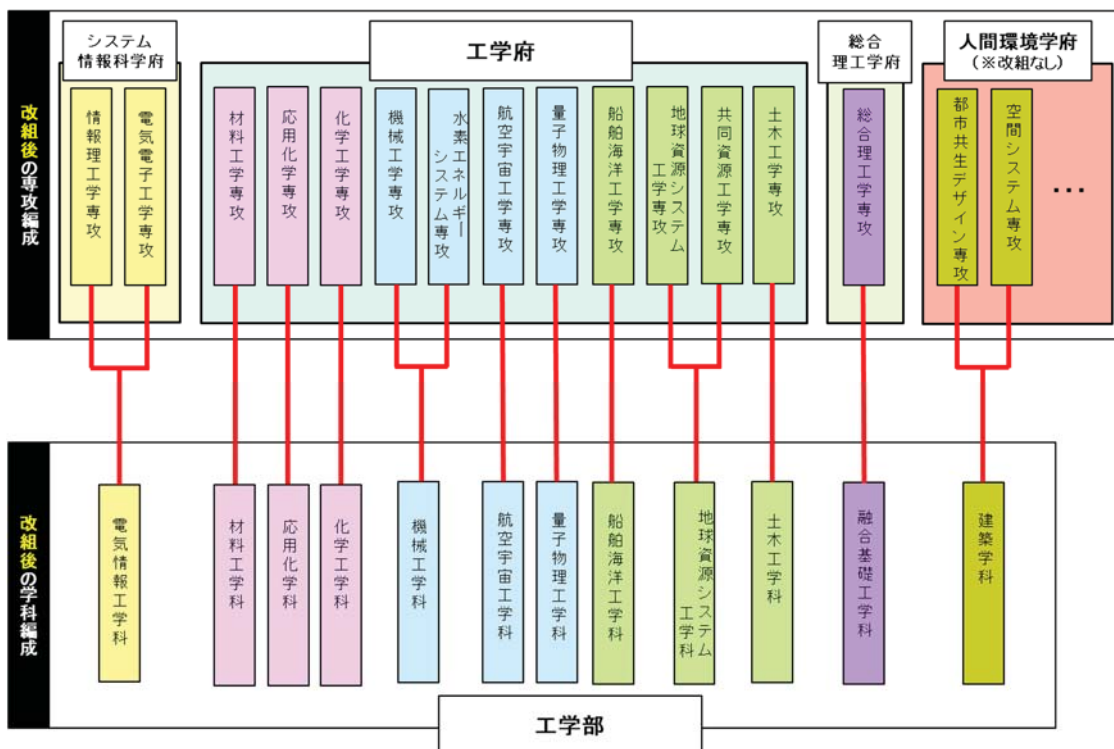 システム
情報科学府
工学府
総合
理工学府
人間環境学府
(※改組なし)
改組後の専攻編成
情報理工学専攻
電気電子工学専攻
材料工学専攻
応用化学専攻
化学工学専攻
機械工学専攻
水素エネルギー
システム専攻
航空宇宙工学専攻
量子物理工学専攻
船舶海洋工学専攻
地球資源システム
工学専攻
共同資源工学専攻
土木工学専攻
総合理工学専攻
都市共生デザイン専攻
空間システム専攻
…
改組後の学科編成
電気情報工学科
材料工学科
応用化学科
化学工学科
機械工学科
航空宇宙工学科
量子物理工学科
船舶海洋工学科
地球資源システム
工学科
土木工学科
融合基礎工学科
建築学科
工学部